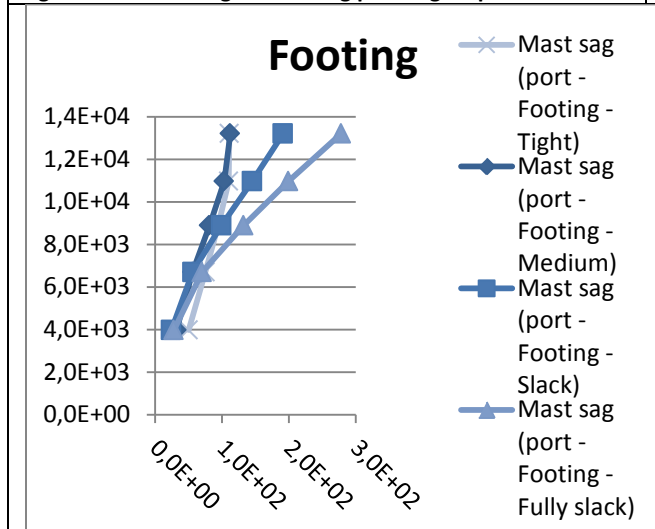 Footing
1,4E+04
1,2E+04
1,0E+04
8,0E+03
6,0E+03
4,0E+03
2,0E+03
0,0E+00
0,0E+00
1,0E+02
2,0E+02
3,0E+02
Mast sag
(port -
Footing -
Tight)
Mast sag
(port -
Footing -
Medium)
Mast sag
(port -
Footing -
Slack)
Mast sag
(port -
Footing -
Fully slack)